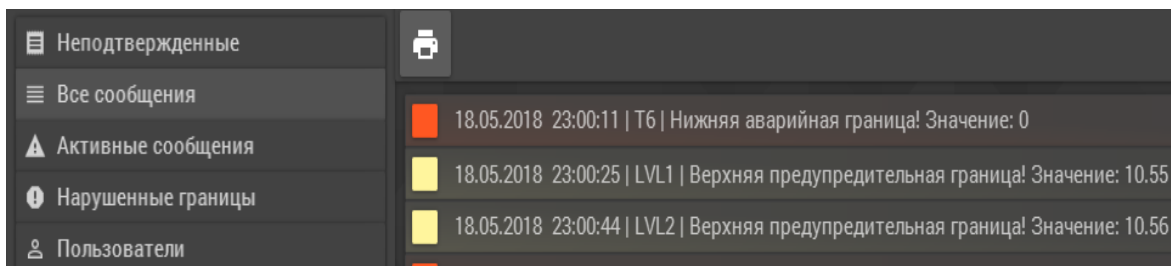 Неподтвержденные
Все сообщения
Активные сообщения
Нарушенные границы
Пользователи
18.05.2018 23:00:11 | T6 | Нижняя аварийная граница! Значение: 0
18.05.2018 23:00:25 | LVL1 | Верхняя предупредительная граница! Значение: 10.55
18.05.2018 23:00:44 | LVL2 | Верхняя предупредительная граница! Значение: 10.56